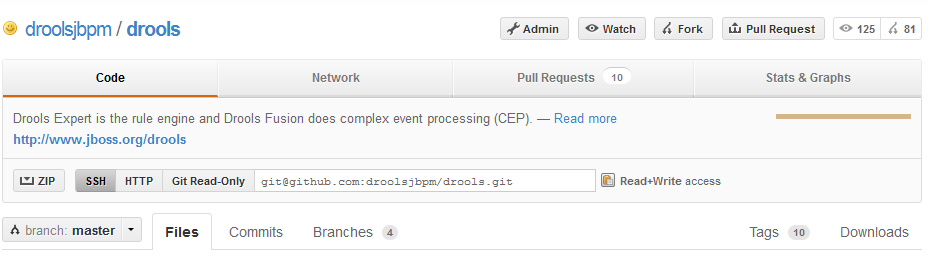 droolsjbpm / drools Admin Watch Fork Pull Request 125 81
Code Network Pull Requests 10 Stats & Graphs
Drools Expert is the rule engine and Drools Fusion does complex event processing (CEP). — Read more
http://www.jboss.org/drools
ZIP SSH HTTP Git Read-Only git@github.com:droolsjbpm/drools.git Read+Write access
branch: master Files Commits Branches 4 Tags 10 Downloads